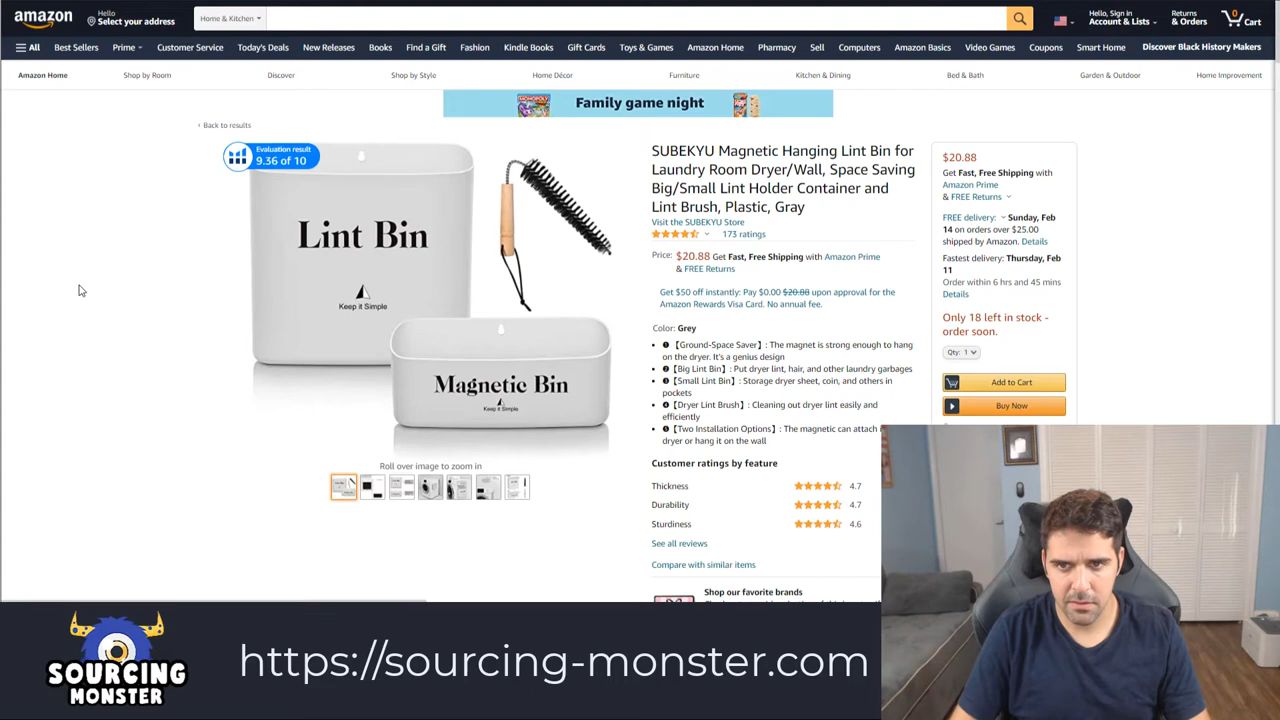 amazon
Hello
Select your address
Home & Kitchen
Hello, Sign in
Account & Lists
Returns
& Orders
0
Cart
All
Best Sellers
Prime
Customer Service
Today's Deals
New Releases
Books
Find a Gift
Fashion
Kindle Books
Gift Cards
Toys & Games
Amazon Home
Pharmacy
Sell
Computers
Amazon Basics
Video Games
Coupons
Smart Home
Discover Black History Makers
Amazon Home
Shop by Room
Discover
Shop by Style
Home Décor
Furniture
Kitchen & Dining
Bed & Bath
Garden & Outdoor
Home Improvement
MONOPOLY
Family game night
‹ Back to results
Evaluation result
9.36 of 10
Lint Bin
Keep it Simple
Magnetic Bin
Keep it Simple
Roll over image to zoom in
SUBEKYU Magnetic Hanging Lint Bin for
Laundry Room Dryer/Wall, Space Saving
Big/Small Lint Holder Container and
Lint Brush, Plastic, Gray
Visit the SUBEKYU Store
173 ratings
Price: $20.88 Get Fast, Free Shipping with Amazon Prime
& FREE Returns
Get $50 off instantly: Pay $0.00 $20.88 upon approval for the
Amazon Rewards Visa Card. No annual fee.
Color: Grey
• ❶【Ground-Space Saver】: The magnet is strong enough to hang
on the dryer. It's a genius design
• ❷【Big Lint Bin】: Put dryer lint, hair, and other laundry garbages
• ❸【Small Lint Bin】: Storage dryer sheet, coin, and others in
pockets
• ❹【Dryer Lint Brush】: Cleaning out dryer lint easily and
efficiently
• ❺【Two Installation Options】: The magnetic can attach
dryer or hang it on the wall
Customer ratings by feature
Thickness 4.7
Durability 4.7
Sturdiness 4.6
See all reviews
Compare with similar items
Shop our favorite brands
$20.88
Get Fast, Free Shipping with
Amazon Prime
& FREE Returns
FREE delivery: Sunday, Feb
14 on orders over $25.00
shipped by Amazon. Details
Fastest delivery: Thursday, Feb
11
Order within 6 hrs and 45 mins
Details
Only 18 left in stock -
order soon.
Qty: 1
Add to Cart
Buy Now
SOURCING
MONSTER
https://sourcing-monster.com